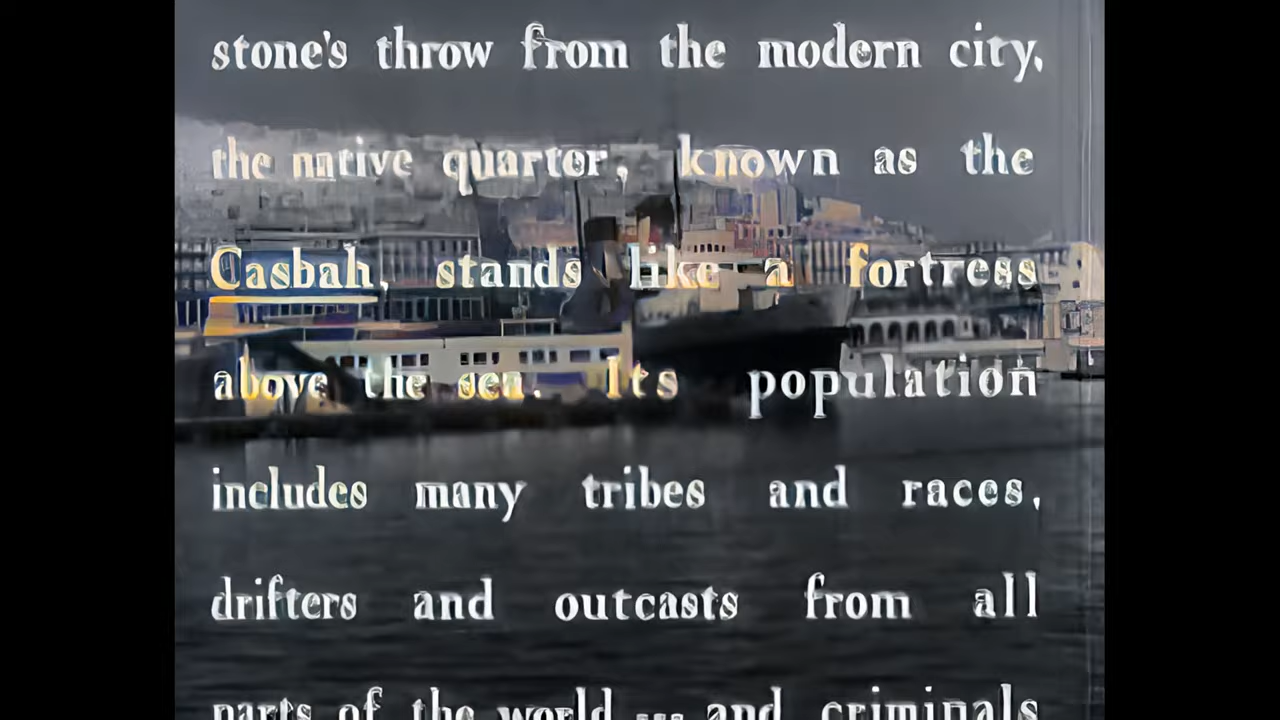 stone's throw from the modern city,
the native quarter, known as the
Casbah, stands like a fortress
above the sea. Its population
includes many tribes and races,
drifters and outcasts from all
parts of the world --- and criminals